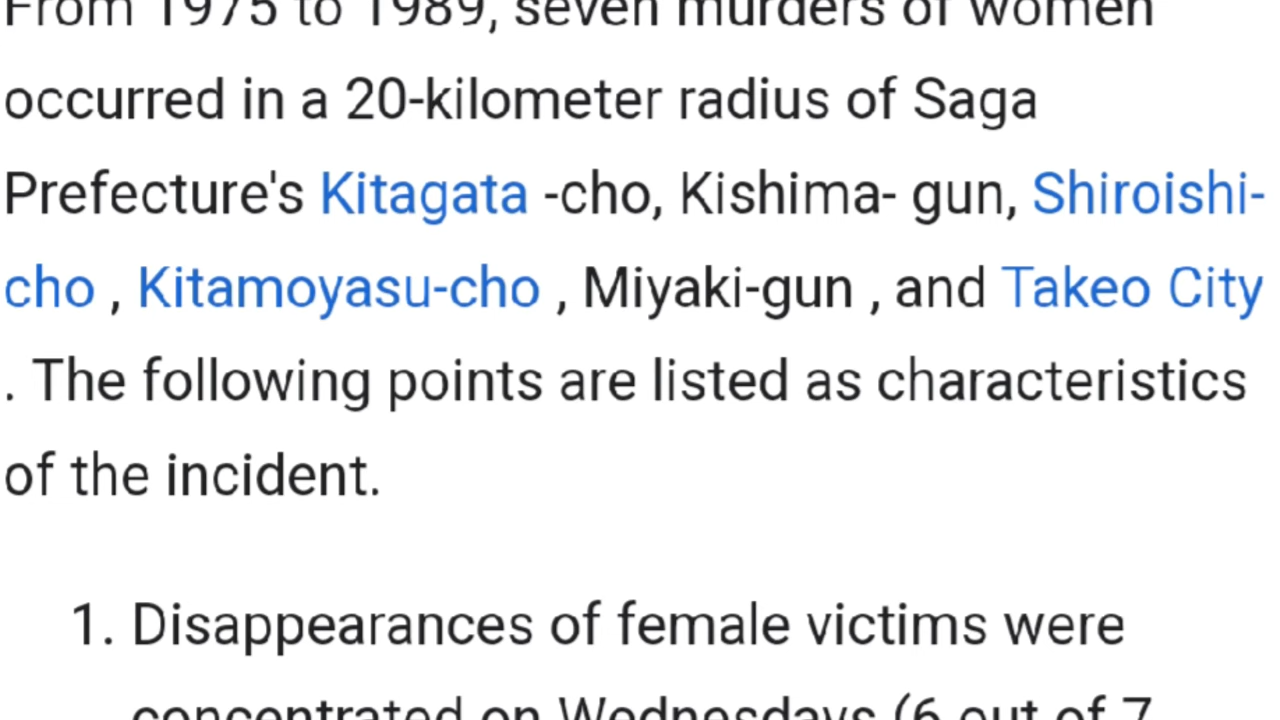 From 1975 to 1989, seven murders of women
occurred in a 20-kilometer radius of Saga
Prefecture's Kitagata -cho, Kishima- gun, Shiroishi-
cho , Kitamoyasu-cho , Miyaki-gun , and Takeo City
. The following points are listed as characteristics
of the incident.
1. Disappearances of female victims were
concentrated on Wednesdays (6 out of 7